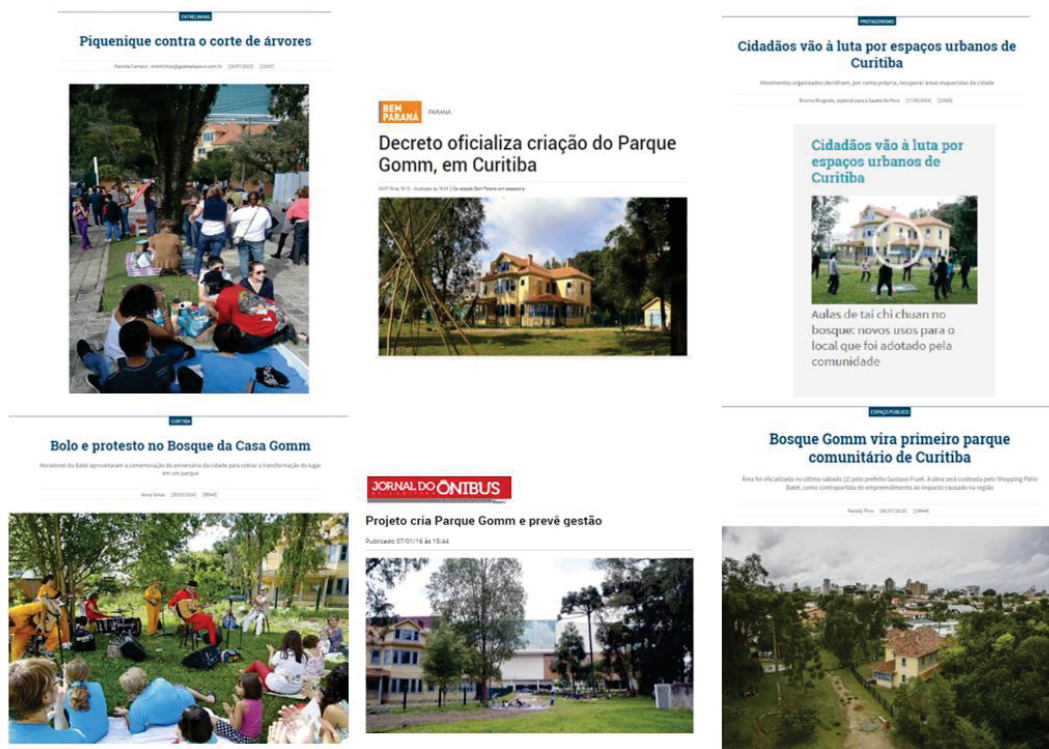 ENTRELINHAS
Piquenique contra o corte de árvores
BEM
PARANÁ
PARANÁ
Decreto oficializa criação do Parque
Gomm, em Curitiba
PROTAGONISMO
Cidadãos vão à luta por espaços urbanos de
Curitiba
Movimentos organizados decidiram, por conta própria, recuperar áreas esquecidas da cidade
Cidadãos vão à luta por
espaços urbanos de
Curitiba
Aulas de tai chi chuan no
bosque: novos usos para o
local que foi adotado pela
comunidade
CURITIBA
Bolo e protesto no Bosque da Casa Gomm
Moradores do Batel aproveitaram a comemoração do aniversário da cidade para cobrar a transformação do lugar
em um parque
JORNAL DO ÔNIBUS
Projeto cria Parque Gomm e prevê gestão
Publicado 07/01/16 às 15:44
ESPAÇO PÚBLICO
Bosque Gomm vira primeiro parque
comunitário de Curitiba
Área foi oficializada no último sábado (2) pelo prefeito Gustavo Fruet. A obra será custeada pelo Shopping Pátio
Batel, como contrapartida do empreendimento ao impacto causado na região